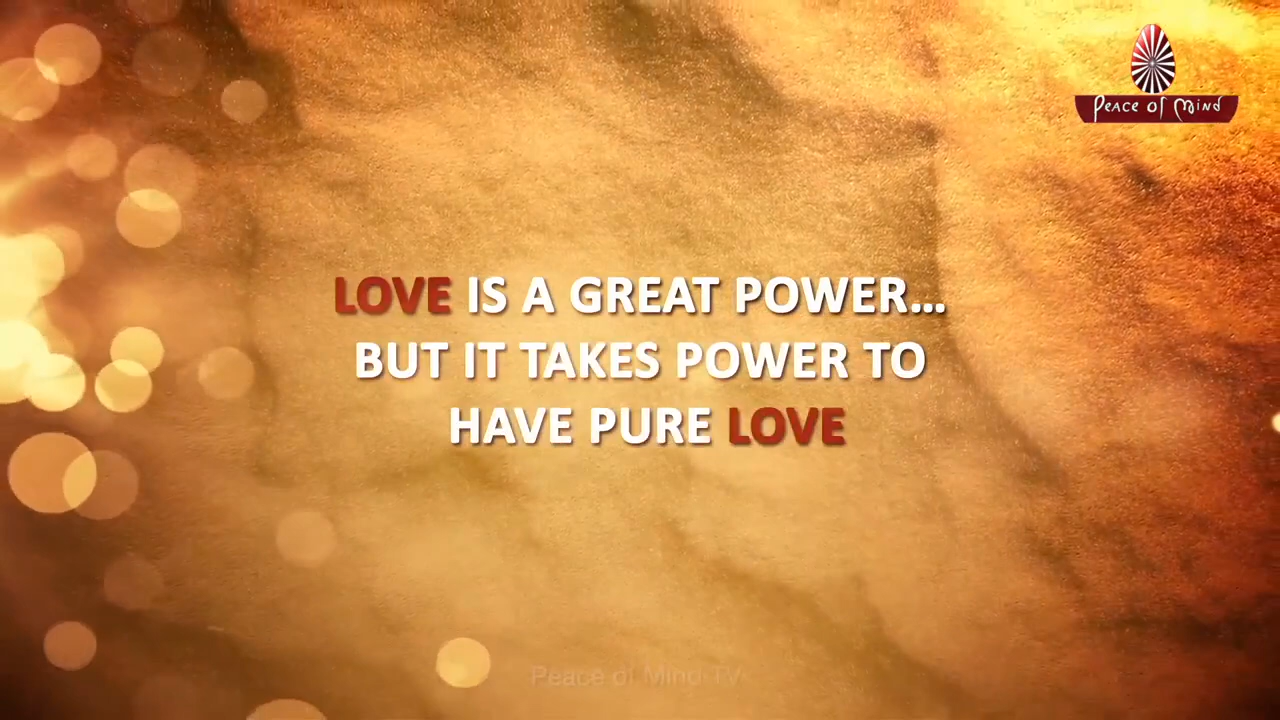 Peace of Mind
LOVE IS A GREAT POWER...
BUT IT TAKES POWER TO
HAVE PURE LOVE
Peace of Mind TV